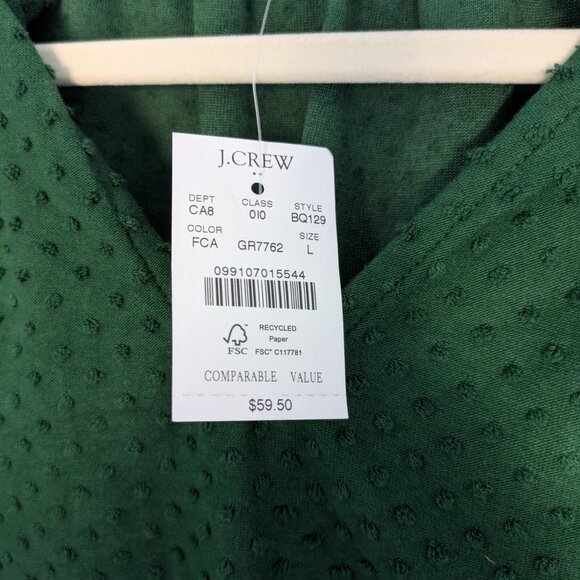 J.CREW
DEPT CLASS STYLE
CA8 010 BQ129
COLOR SIZE
FCA GR7762 L
099107015544
RECYCLED
Paper
FSC FSC™ C117781
COMPARABLE VALUE
$59.50